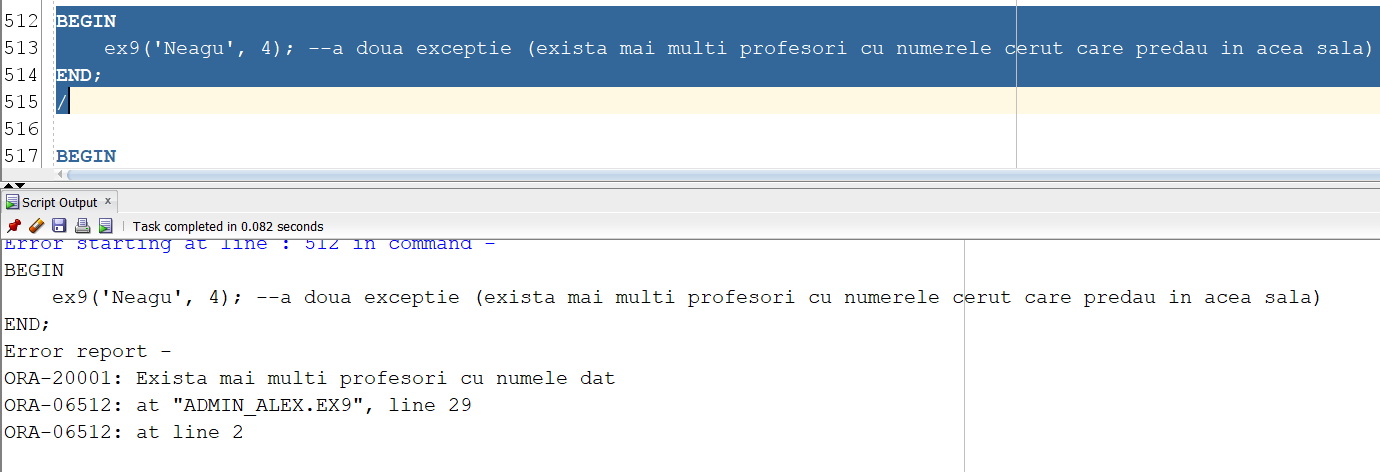 512 BEGIN
513 ex9('Neagu', 4); --a doua exceptie (exista mai multi profesori cu numerele cerut care predau in acea sala)
514 END;
515 /
516
517 BEGIN
Script Output x
Task completed in 0.082 seconds
Error starting at line : 512 in command -
BEGIN
ex9('Neagu', 4); --a doua exceptie (exista mai multi profesori cu numerele cerut care predau in acea sala)
END;
Error report -
ORA-20001: Exista mai multi profesori cu numele dat
ORA-06512: at "ADMIN_ALEX.EX9", line 29
ORA-06512: at line 2